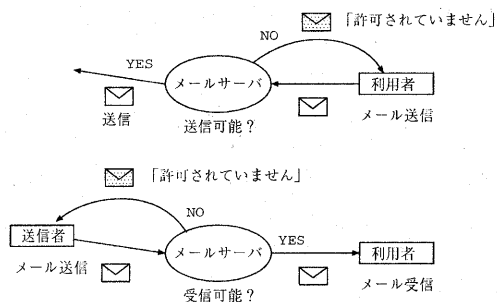 NO
「許可されていません」
YES
メールサーバ
利用者
送信
送信可能？
メール送信
「許可されていません」
NO
送信者
YES
メールサーバ
利用者
メール送信
受信可能？
メール受信